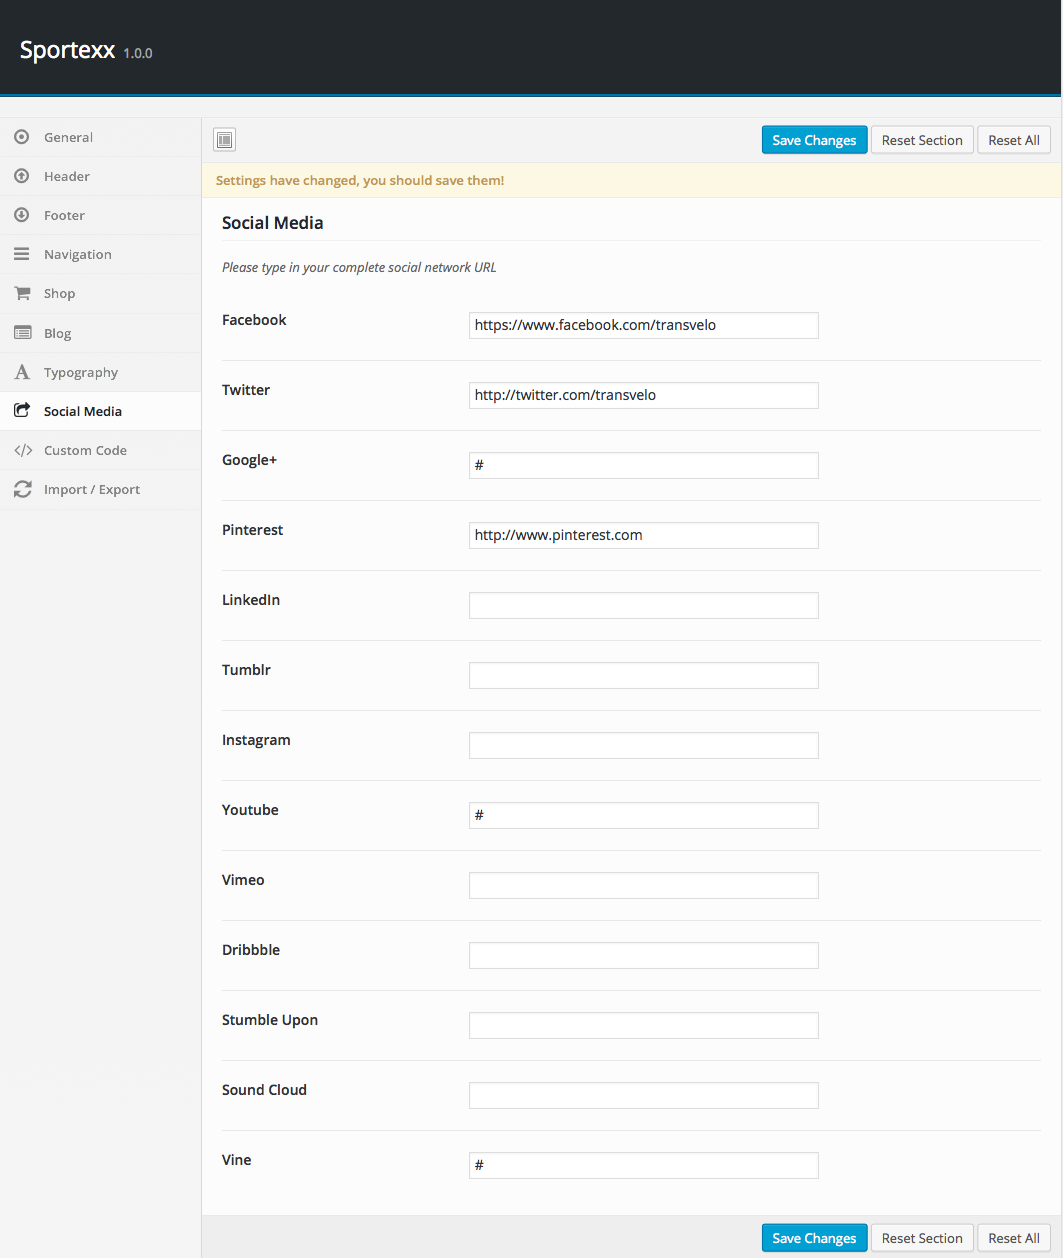 Sportexx 1.0.0
General
Header
Footer
Navigation
Shop
Blog
Typography
Social Media
Custom Code
Import / Export
Save Changes
Reset Section
Reset All
Settings have changed, you should save them!
Social Media
Please type in your complete social network URL
Facebook
https://www.facebook.com/transvelo
Twitter
http://twitter.com/transvelo
Google+
#
Pinterest
http://www.pinterest.com
LinkedIn
Tumblr
Instagram
Youtube
#
Vimeo
Dribbble
Stumble Upon
Sound Cloud
Vine
#
Save Changes
Reset Section
Reset All